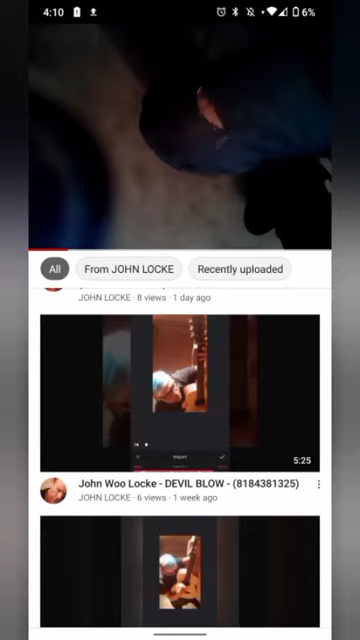 4:10
6%
All
From JOHN LOCKE
Recently uploaded
JOHN LOCKE · 8 views · 1 day ago
Import
5:25
John Woo Locke - DEVIL BLOW - (8184381325)
JOHN LOCKE · 6 views · 1 week ago